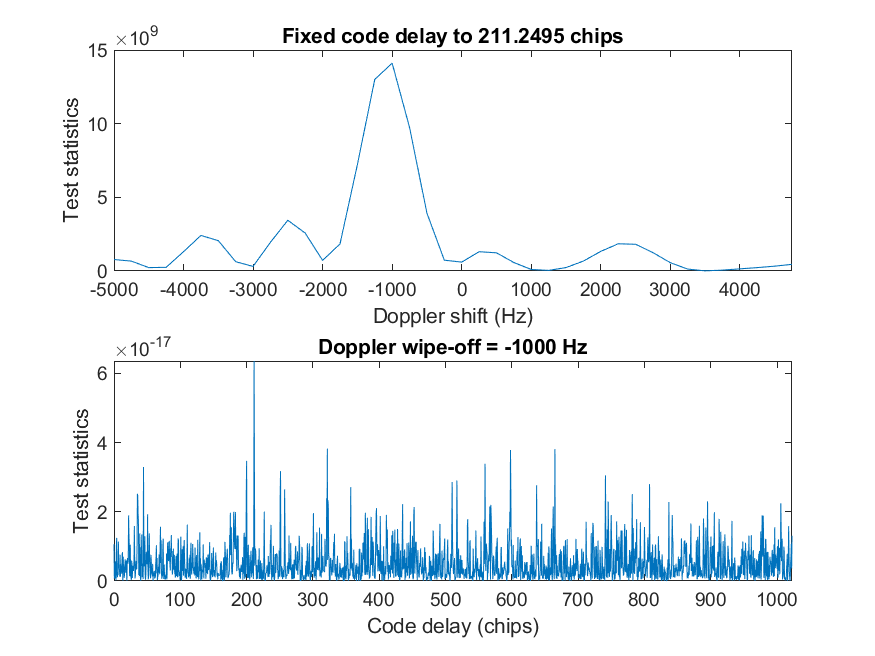 ×10^9
Fixed code delay to 211.2495 chips
15
10
5
0
Test statistics
-5000 -4000 -3000 -2000 -1000 0 1000 2000 3000 4000
Doppler shift (Hz)
×10^-17
Doppler wipe-off = -1000 Hz
6
4
2
0
Test statistics
0 100 200 300 400 500 600 700 800 900 1000
Code delay (chips)